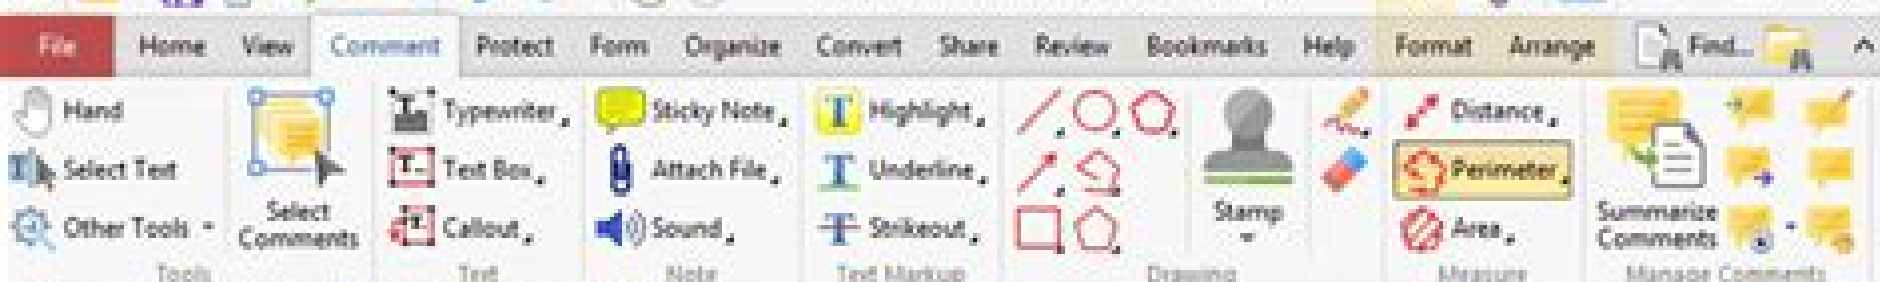 File Home View Comment Protect Form Organize Convert Share Review Bookmarks Help Format Arrange Find...
Hand Typewriter Sticky Note Highlight Distance
Select Text Text Box Attach File Underline Perimeter
Other Tools Select Comments Callout Sound Strikeout Stamp Area Summarize Comments
Tools Text Note Text Markup Drawing Measure Manage Comments